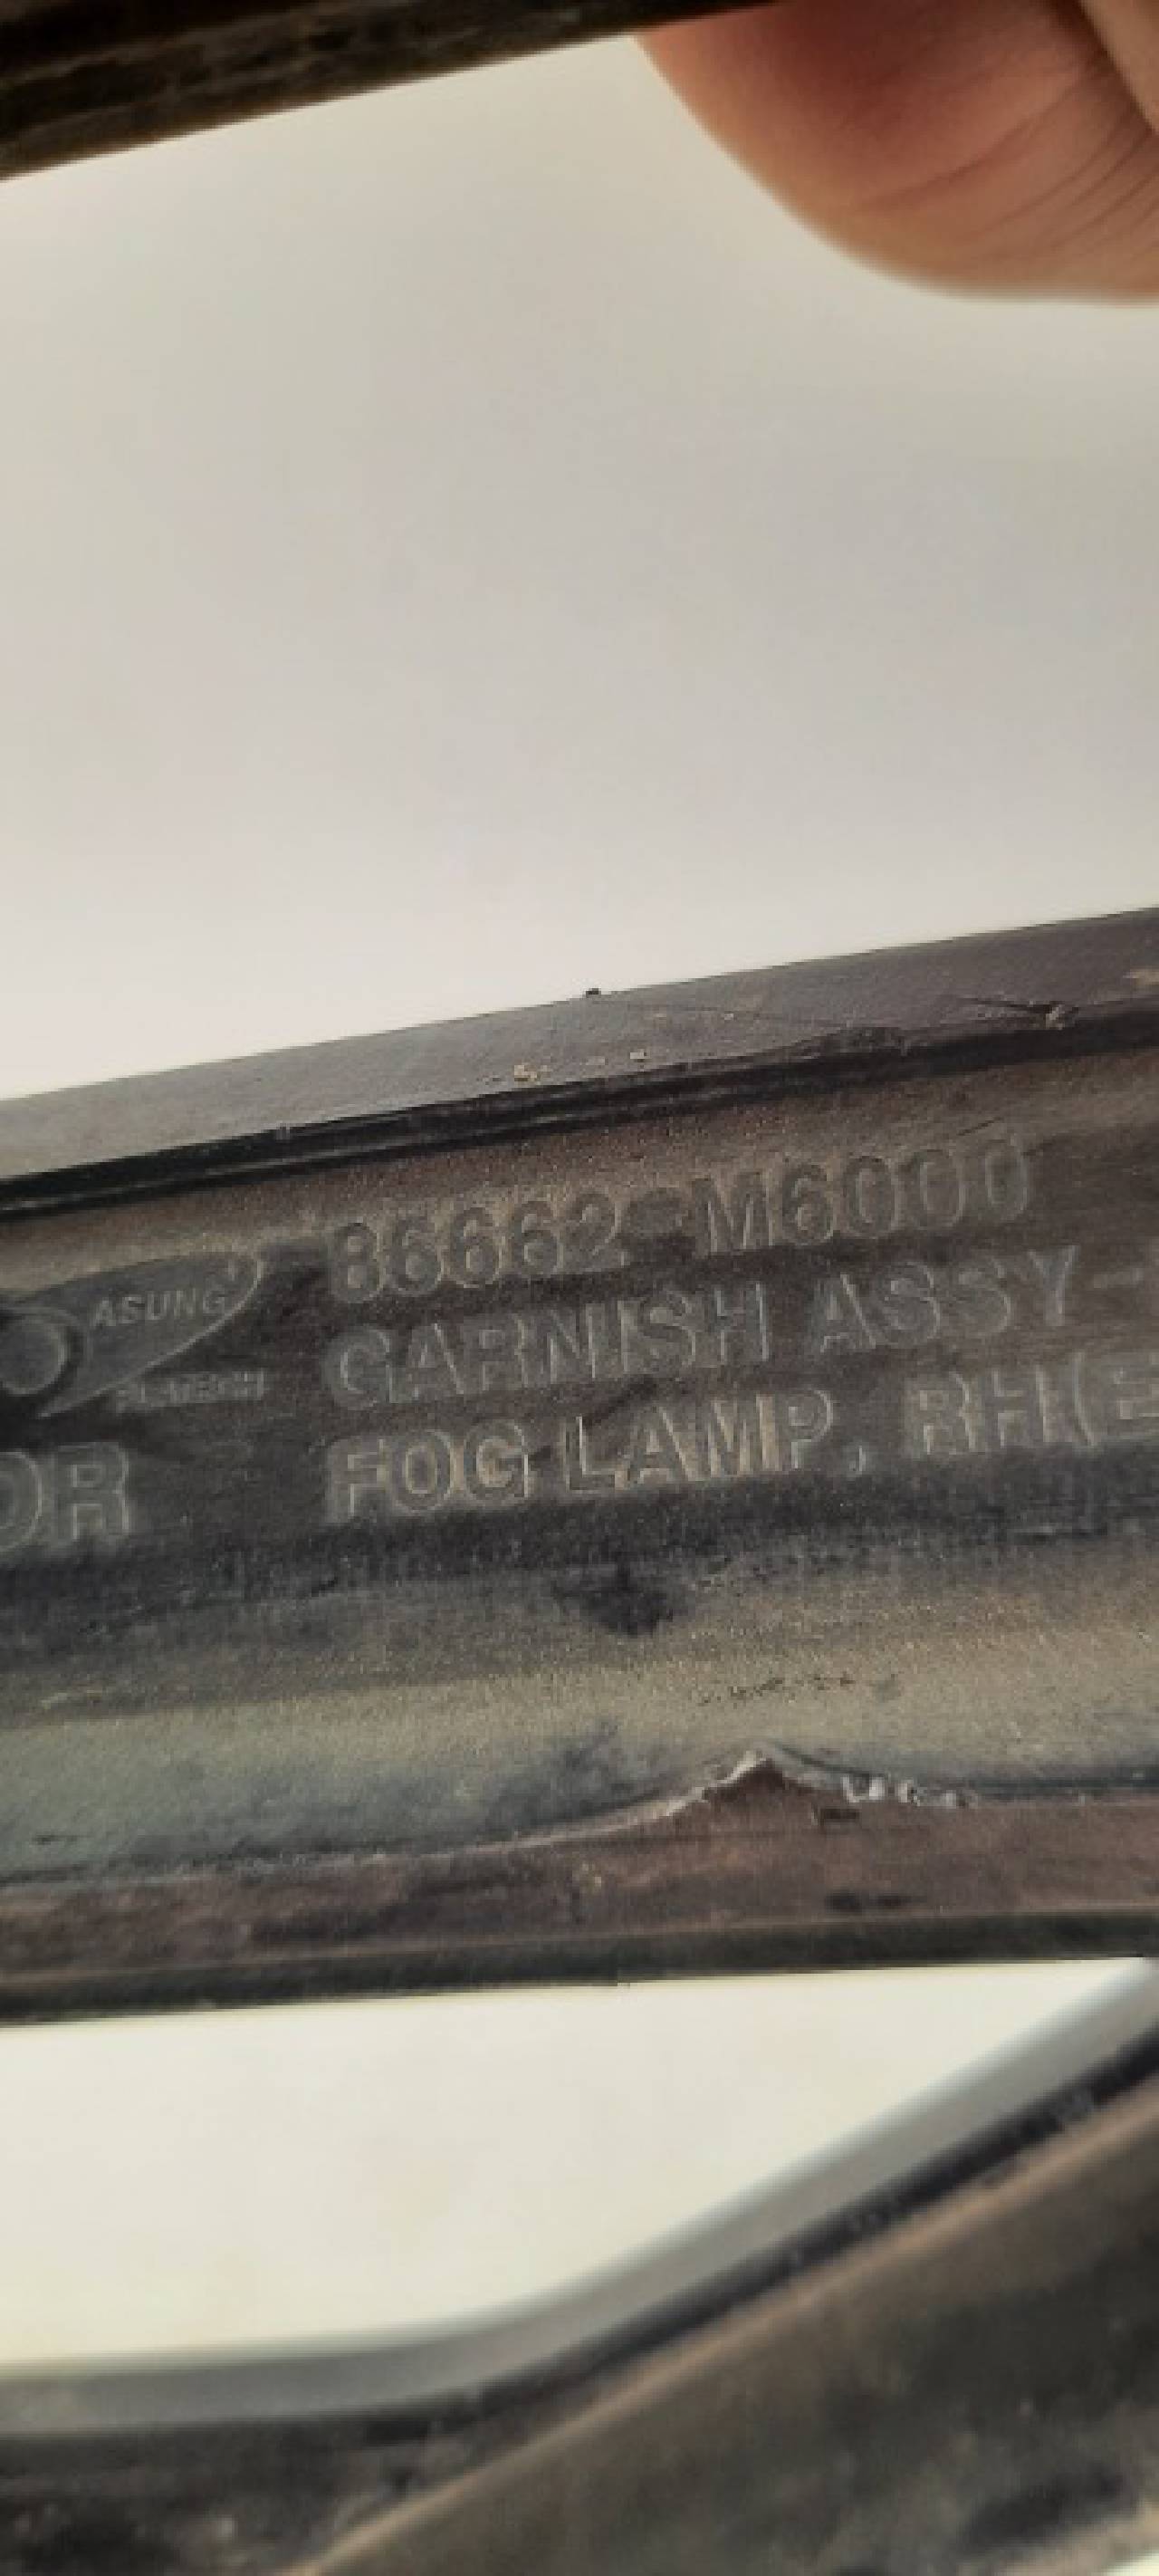 86662-M6000
ASUNG
GARNISH ASSY-
FOG LAMP, RH(E
OR